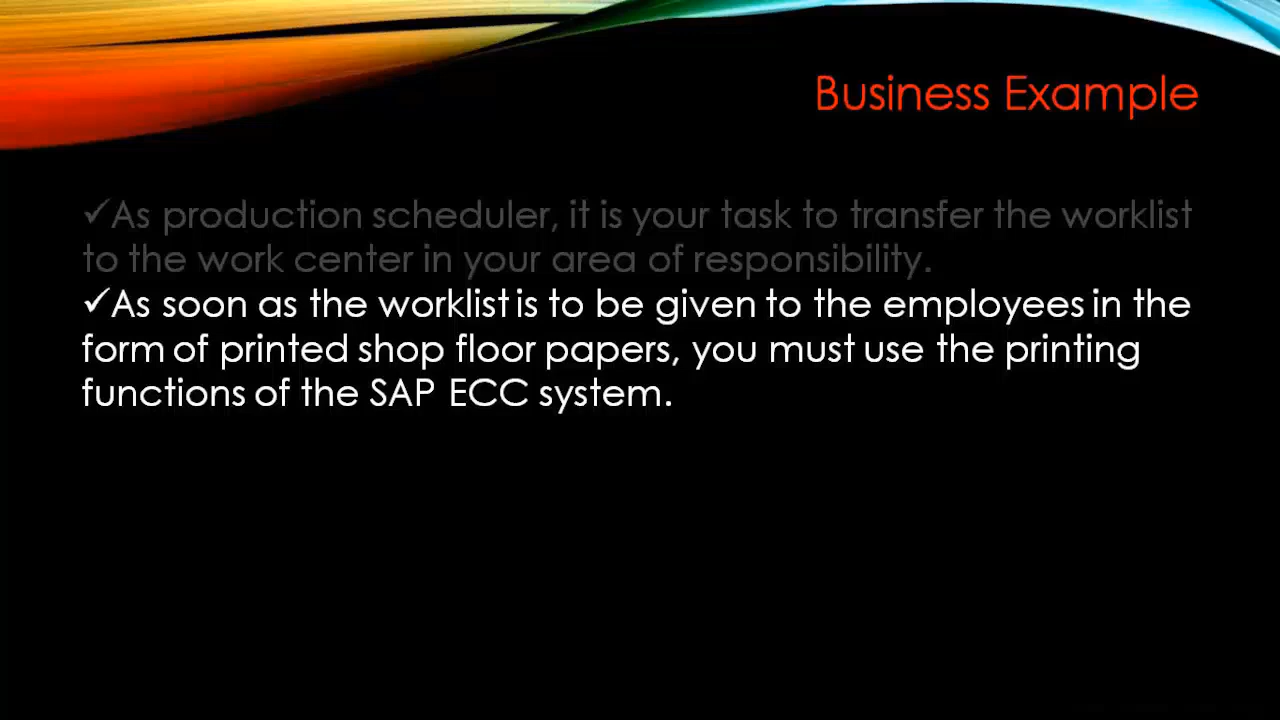 Business Example
✓As production scheduler, it is your task to transfer the worklist
to the work center in your area of responsibility.
✓As soon as the worklist is to be given to the employees in the
form of printed shop floor papers, you must use the printing
functions of the SAP ECC system.